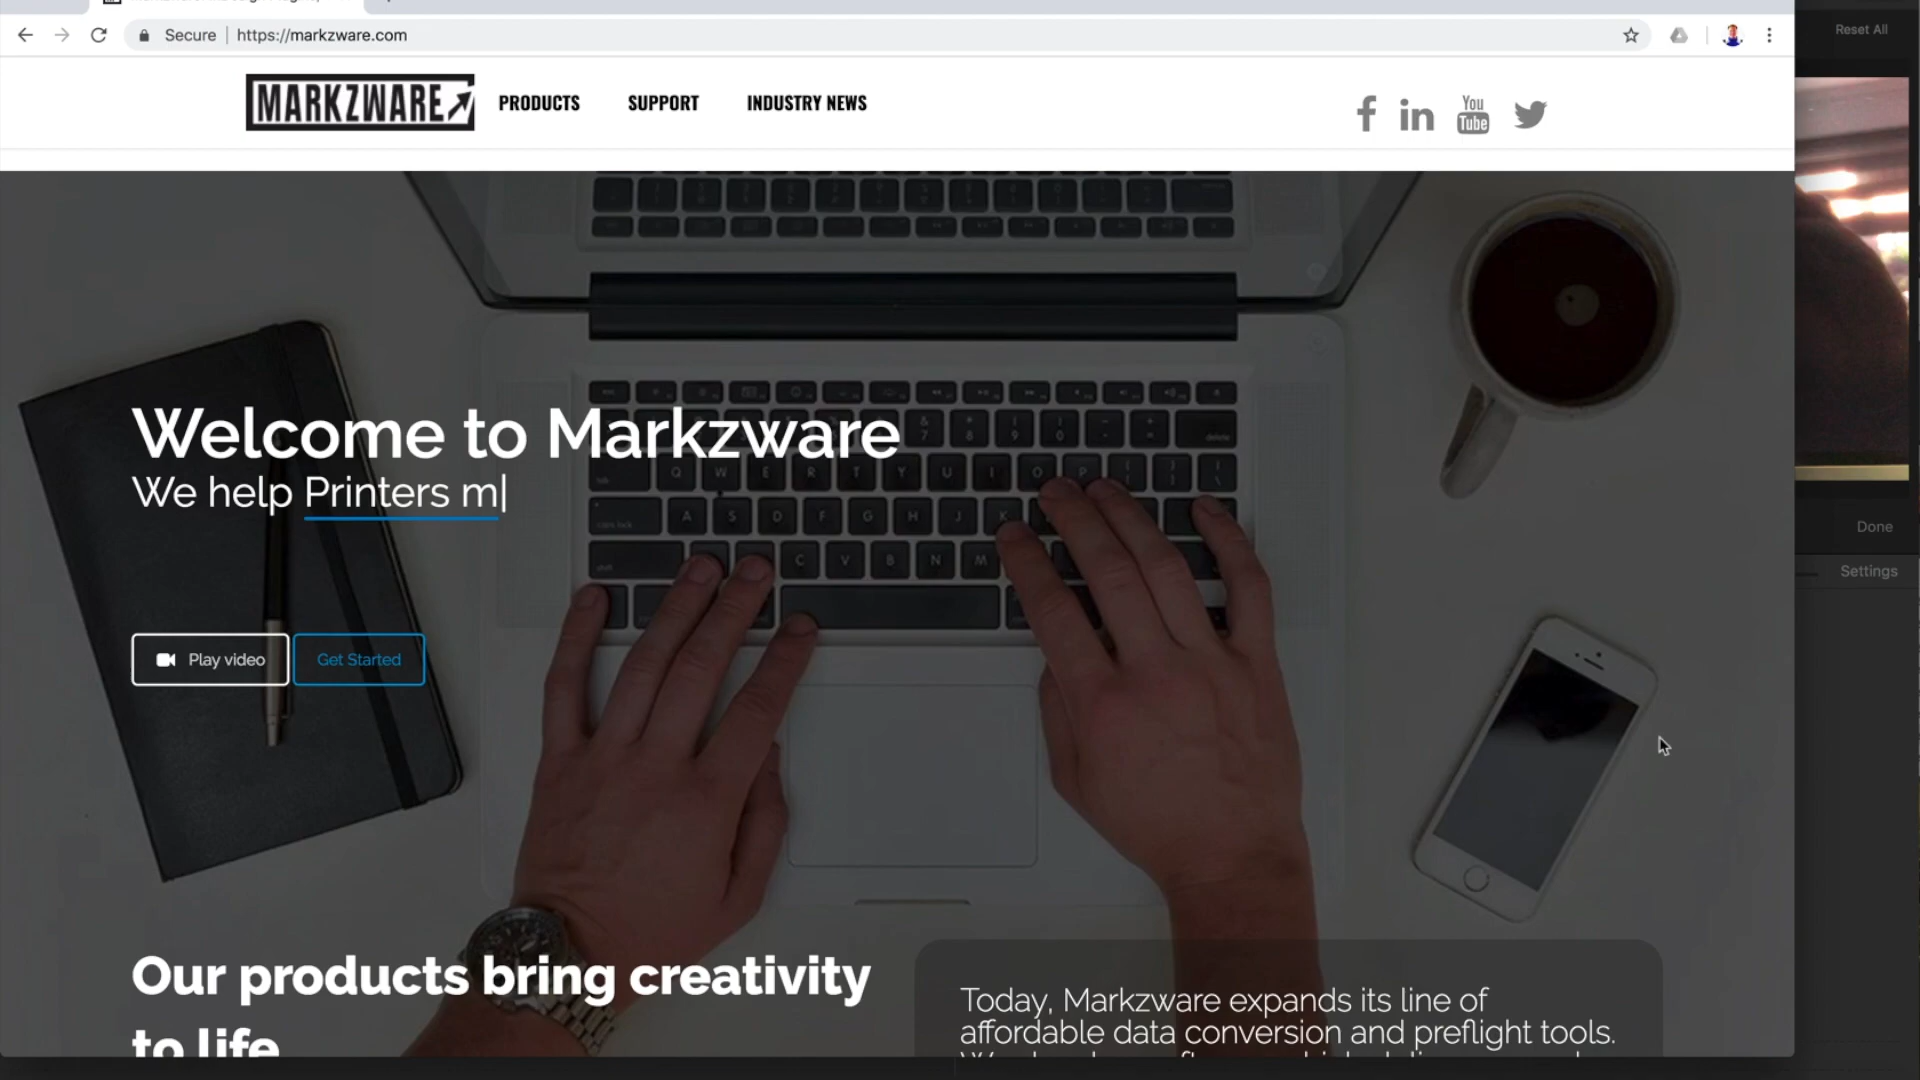 Secure
https://markzware.com
Reset All
MARKZWARE
PRODUCTS
SUPPORT
INDUSTRY NEWS
You
Tube
Welcome to Markzware
We help Printers m|
Play video
Get Started
Done
Settings
Our products bring creativity
to life
Today, Markzware expands its line of
affordable data conversion and preflight tools.